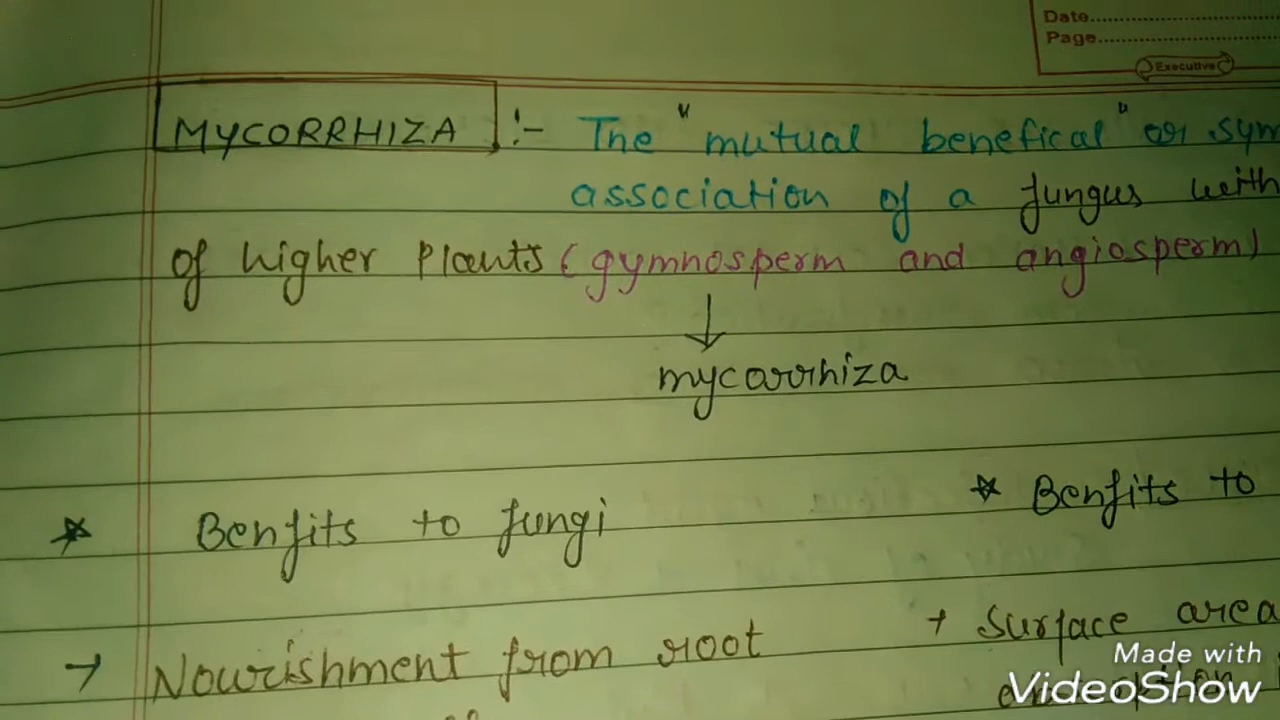 Date
Page
Executive
MYCORRHIZA :- The "mutual benefical" or sym
association of a fungus with
of higher Plants (gymnosperm and angiosperm)
↓
mycorrhiza
* Benfits to fungi
* Benfits to
→ Nourishment from root
+ Surface area
Made with
VideoShow